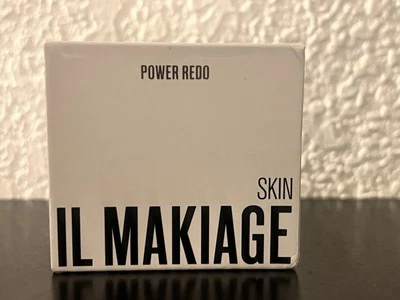 POWER REDO
SKIN
IL MAKIAGE